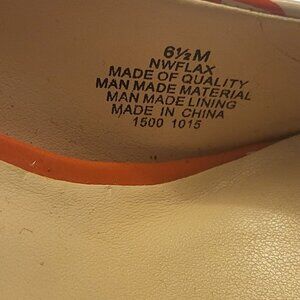 6½M
NWFLAX
MADE OF QUALITY
MAN MADE MATERIAL
MAN MADE LINING
MADE IN CHINA
1500 1015